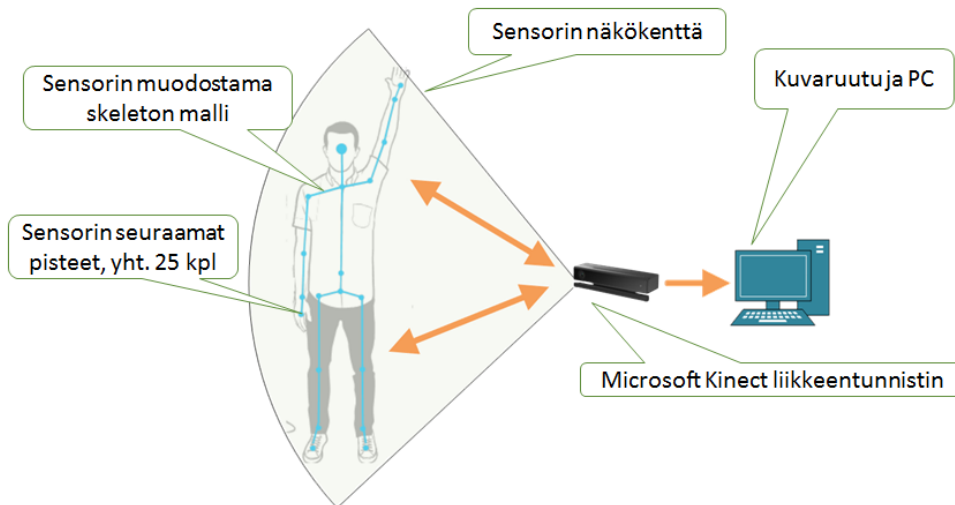 Sensorin näkökenttä
Sensorin muodostama
skeleton malli
Kuvaruutu ja PC
Sensorin seuraamat
pisteet, yht. 25 kpl
Microsoft Kinect liikkeentunnistin